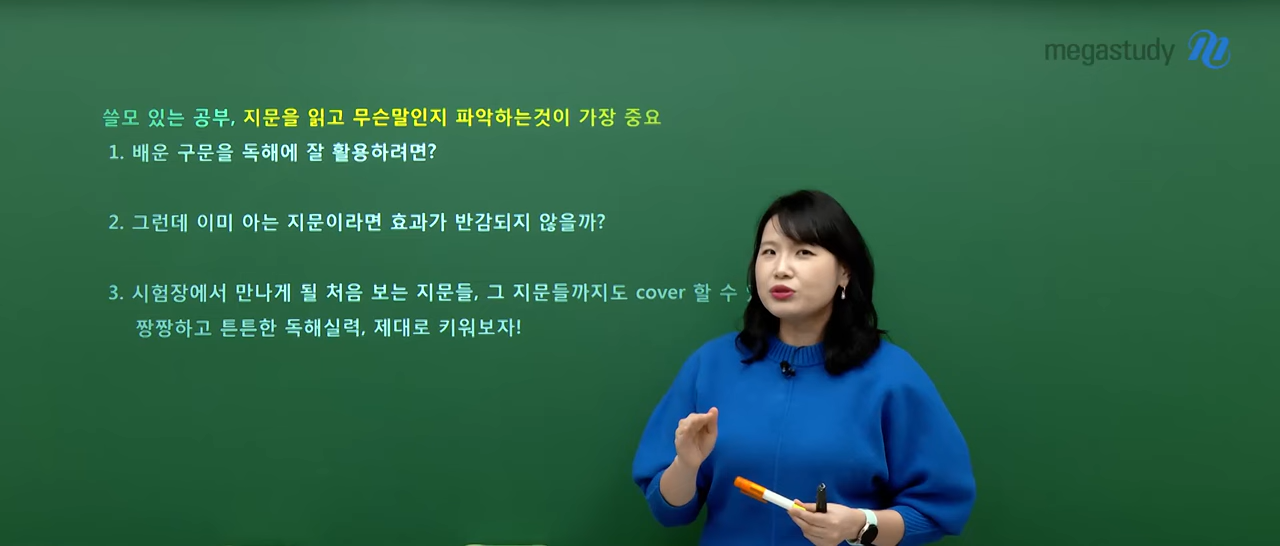 megastudy
쓸모 있는 공부, 지문을 읽고 무슨말인지 파악하는것이 가장 중요
1. 배운 구문을 독해에 잘 활용하려면?
2. 그런데 이미 아는 지문이라면 효과가 반감되지 않을까?
3. 시험장에서 만나게 될 처음 보는 지문들, 그 지문들까지도 cover 할 수
짱짱하고 튼튼한 독해실력, 제대로 키워보자!